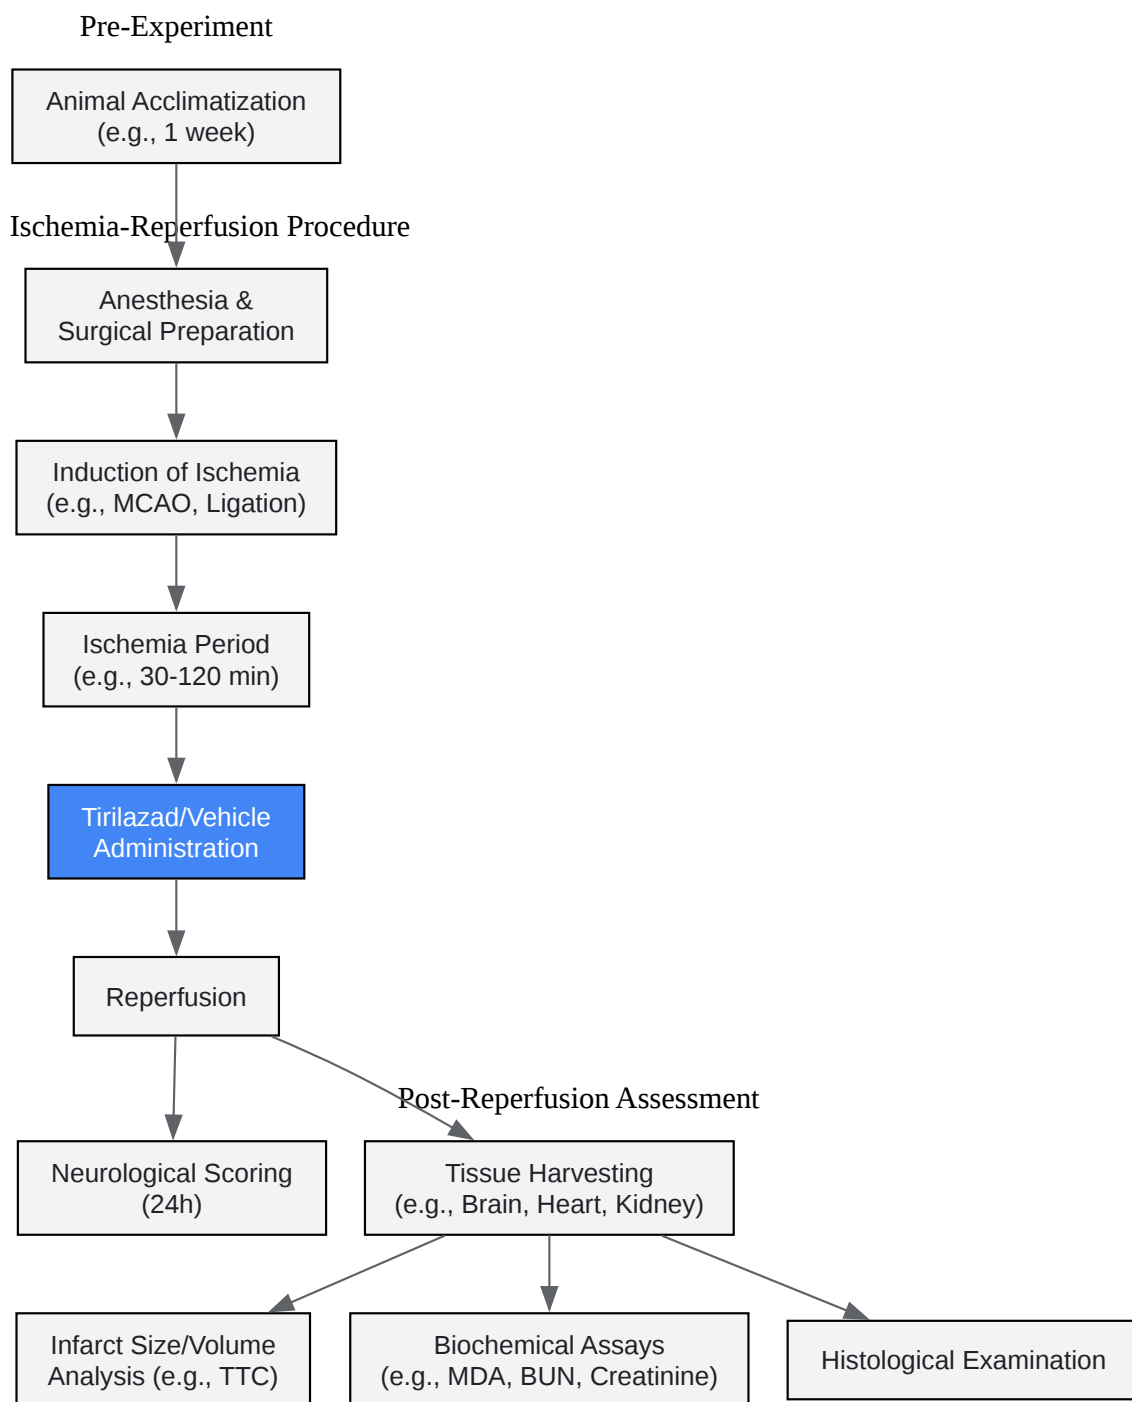 Pre-Experiment
Animal Acclimatization
(e.g., 1 week)
Ischemia-Reperfusion Procedure
Anesthesia &
Surgical Preparation
Induction of Ischemia
(e.g., MCAO, Ligation)
Ischemia Period
(e.g., 30-120 min)
Tirilazad/Vehicle
Administration
Reperfusion
Post-Reperfusion Assessment
Neurological Scoring
(24h)
Tissue Harvesting
(e.g., Brain, Heart, Kidney)
Infarct Size/Volume
Analysis (e.g., TTC)
Biochemical Assays
(e.g., MDA, BUN, Creatinine)
Histological Examination